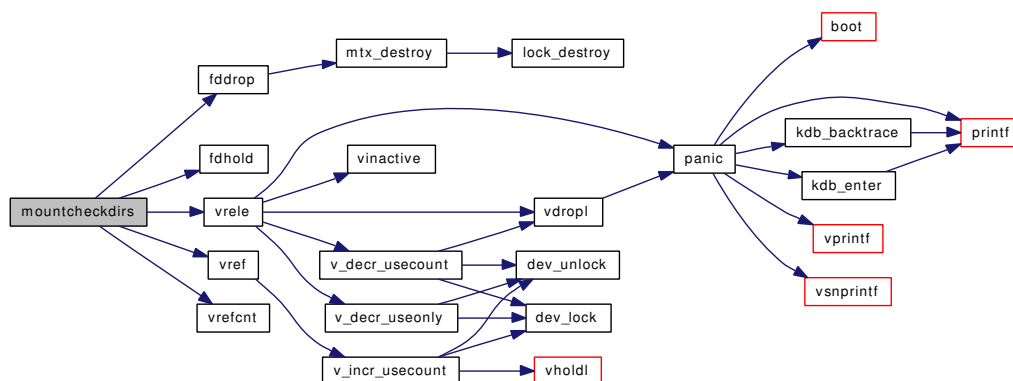 boot
mtx_destroy
lock_destroy
fddrop
kdb_backtrace
printf
fdhold
vinactive
panic
kdb_enter
mountcheckdirs
vrele
vdropl
vprintf
vref
v_decr_usecount
dev_unlock
vsnprintf
vrefcnt
v_decr_useonly
dev_lock
v_incr_usecount
vholdl